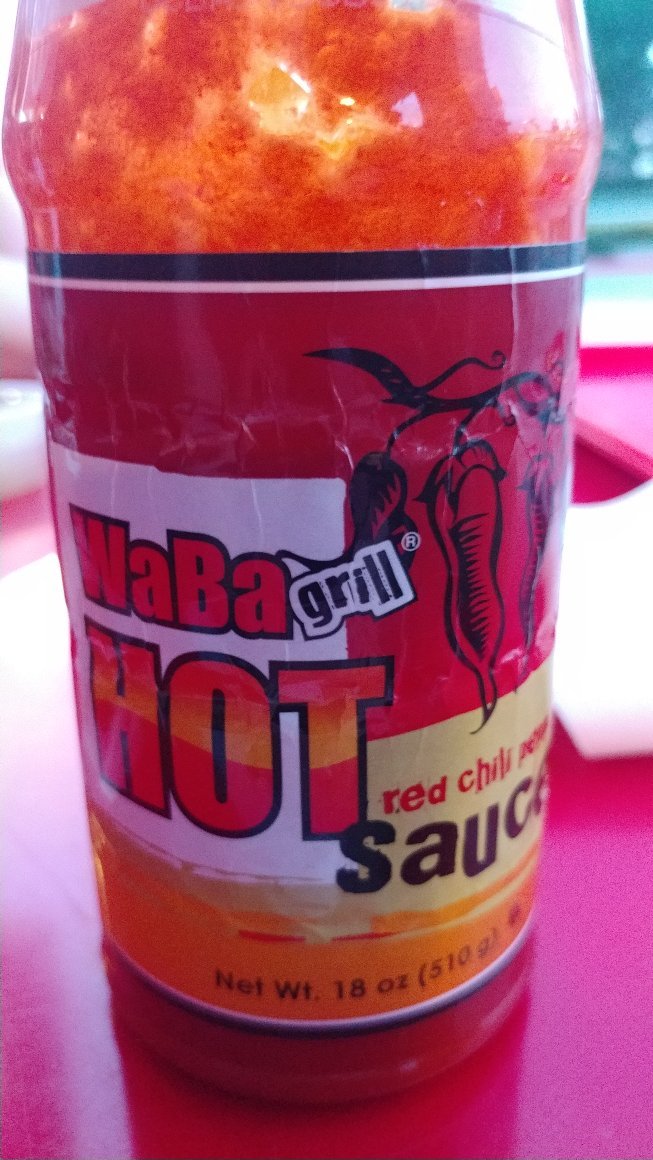 WaBa grill®
HOT
red chili
sauce
Net Wt. 18 oz (510 g)